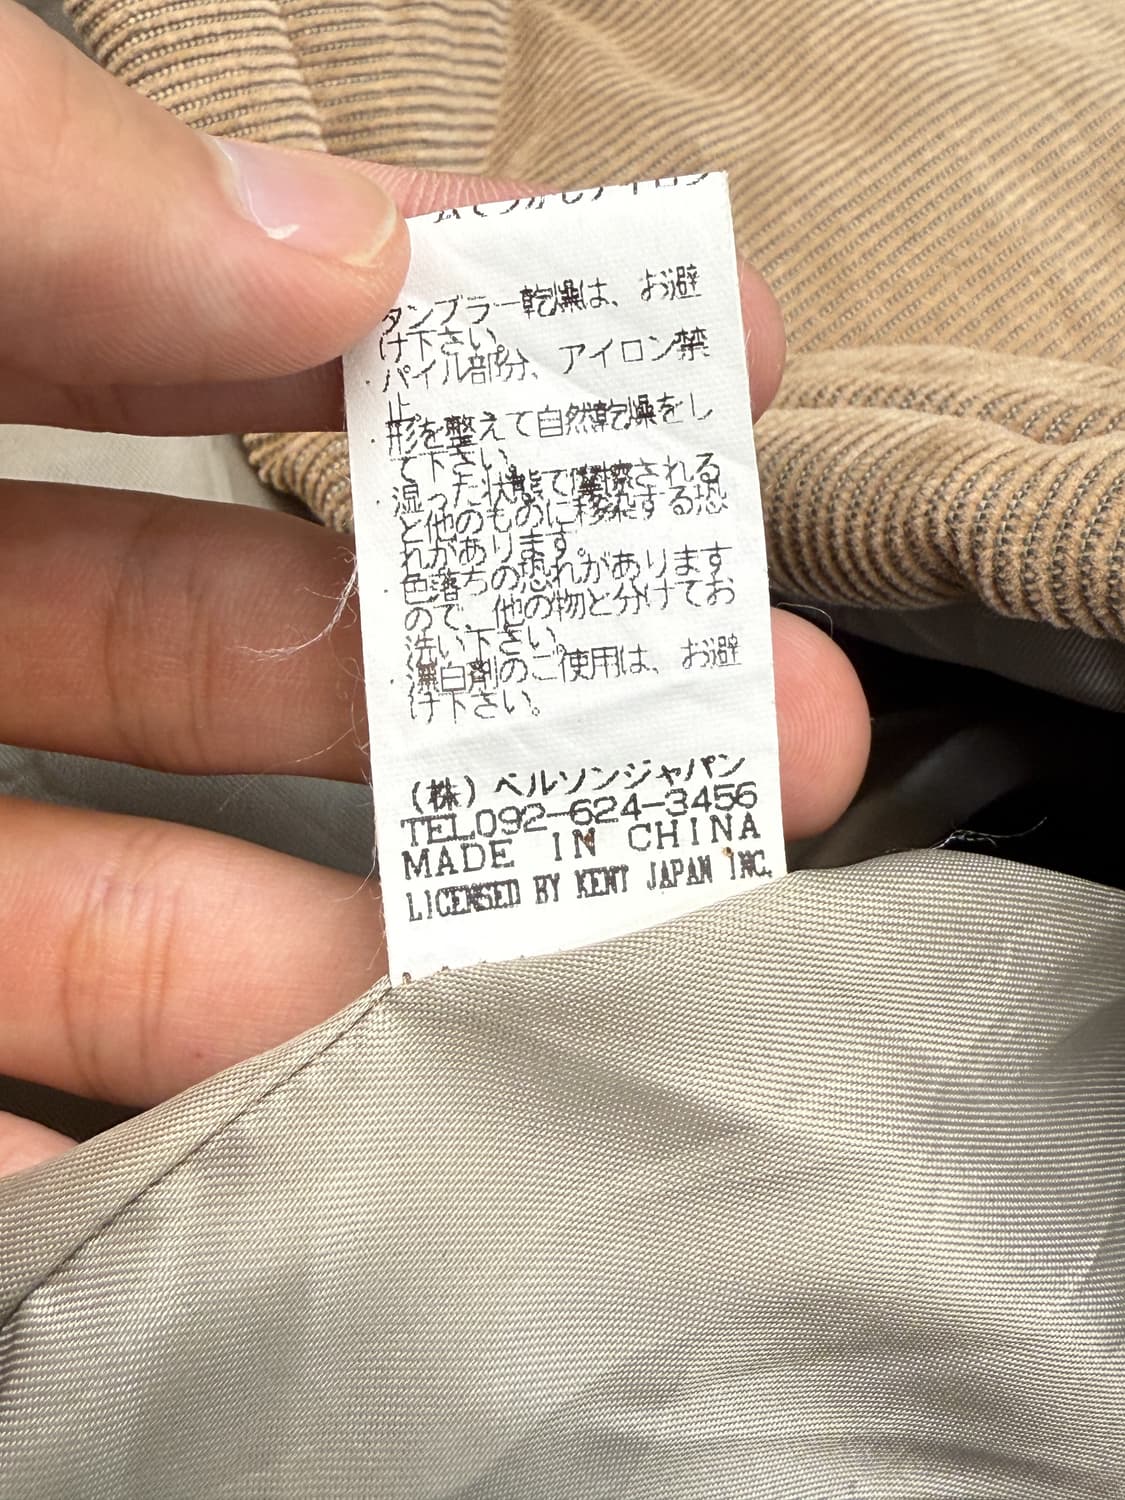 ・タンブラー乾燥は、お避
け下さい。
・パイル部分、アイロン禁
止
・形を整えて自然乾燥をし
て下さい。
・湿った状態で摩擦される
と他のものに移染する恐
れがあります。
・色落ちの恐れがあります
ので、他の物と分けてお
洗い下さい。
・漂白剤のご使用は、お避
け下さい。
(株)ベルソンジャパン
TEL092-624-3456
MADE IN CHINA
LICENSED BY KENT JAPAN INC.